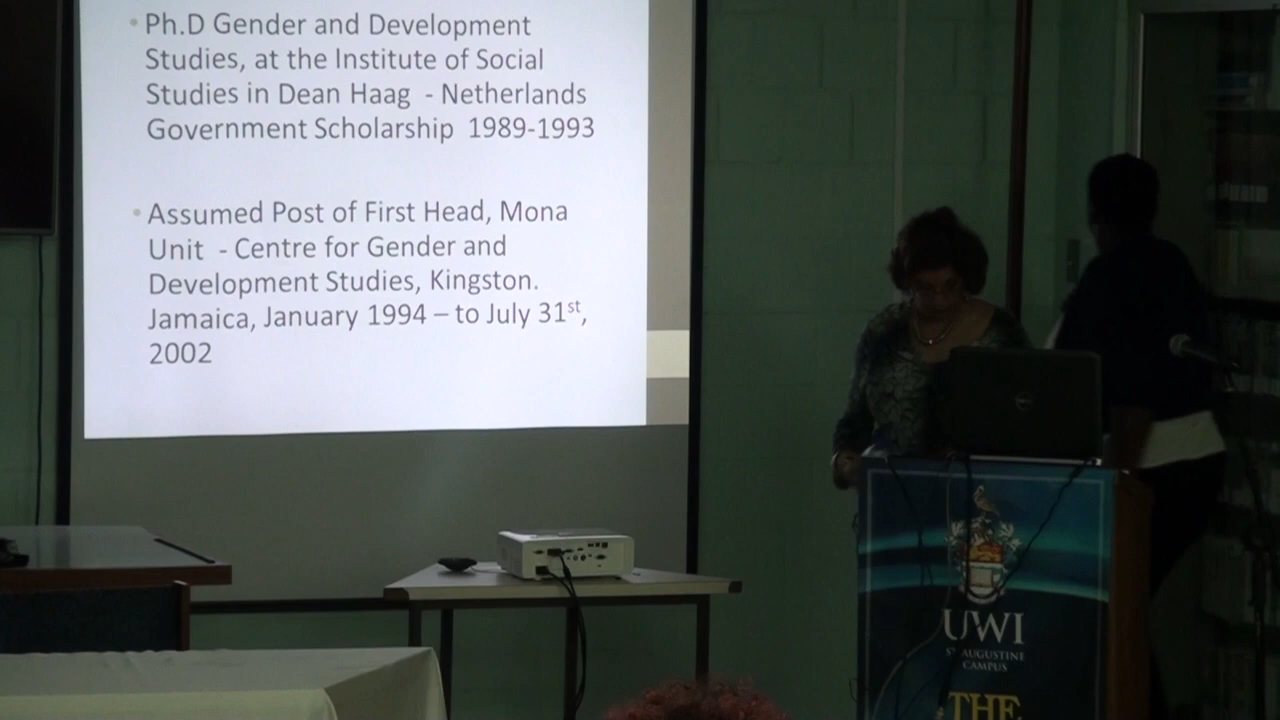 • Ph.D Gender and Development
Studies, at the Institute of Social
Studies in Dean Haag - Netherlands
Government Scholarship 1989-1993
• Assumed Post of First Head, Mona
Unit - Centre for Gender and
Development Studies, Kingston.
Jamaica, January 1994 – to July 31st,
2002
UWI
ST. AUGUSTINE
CAMPUS
THE